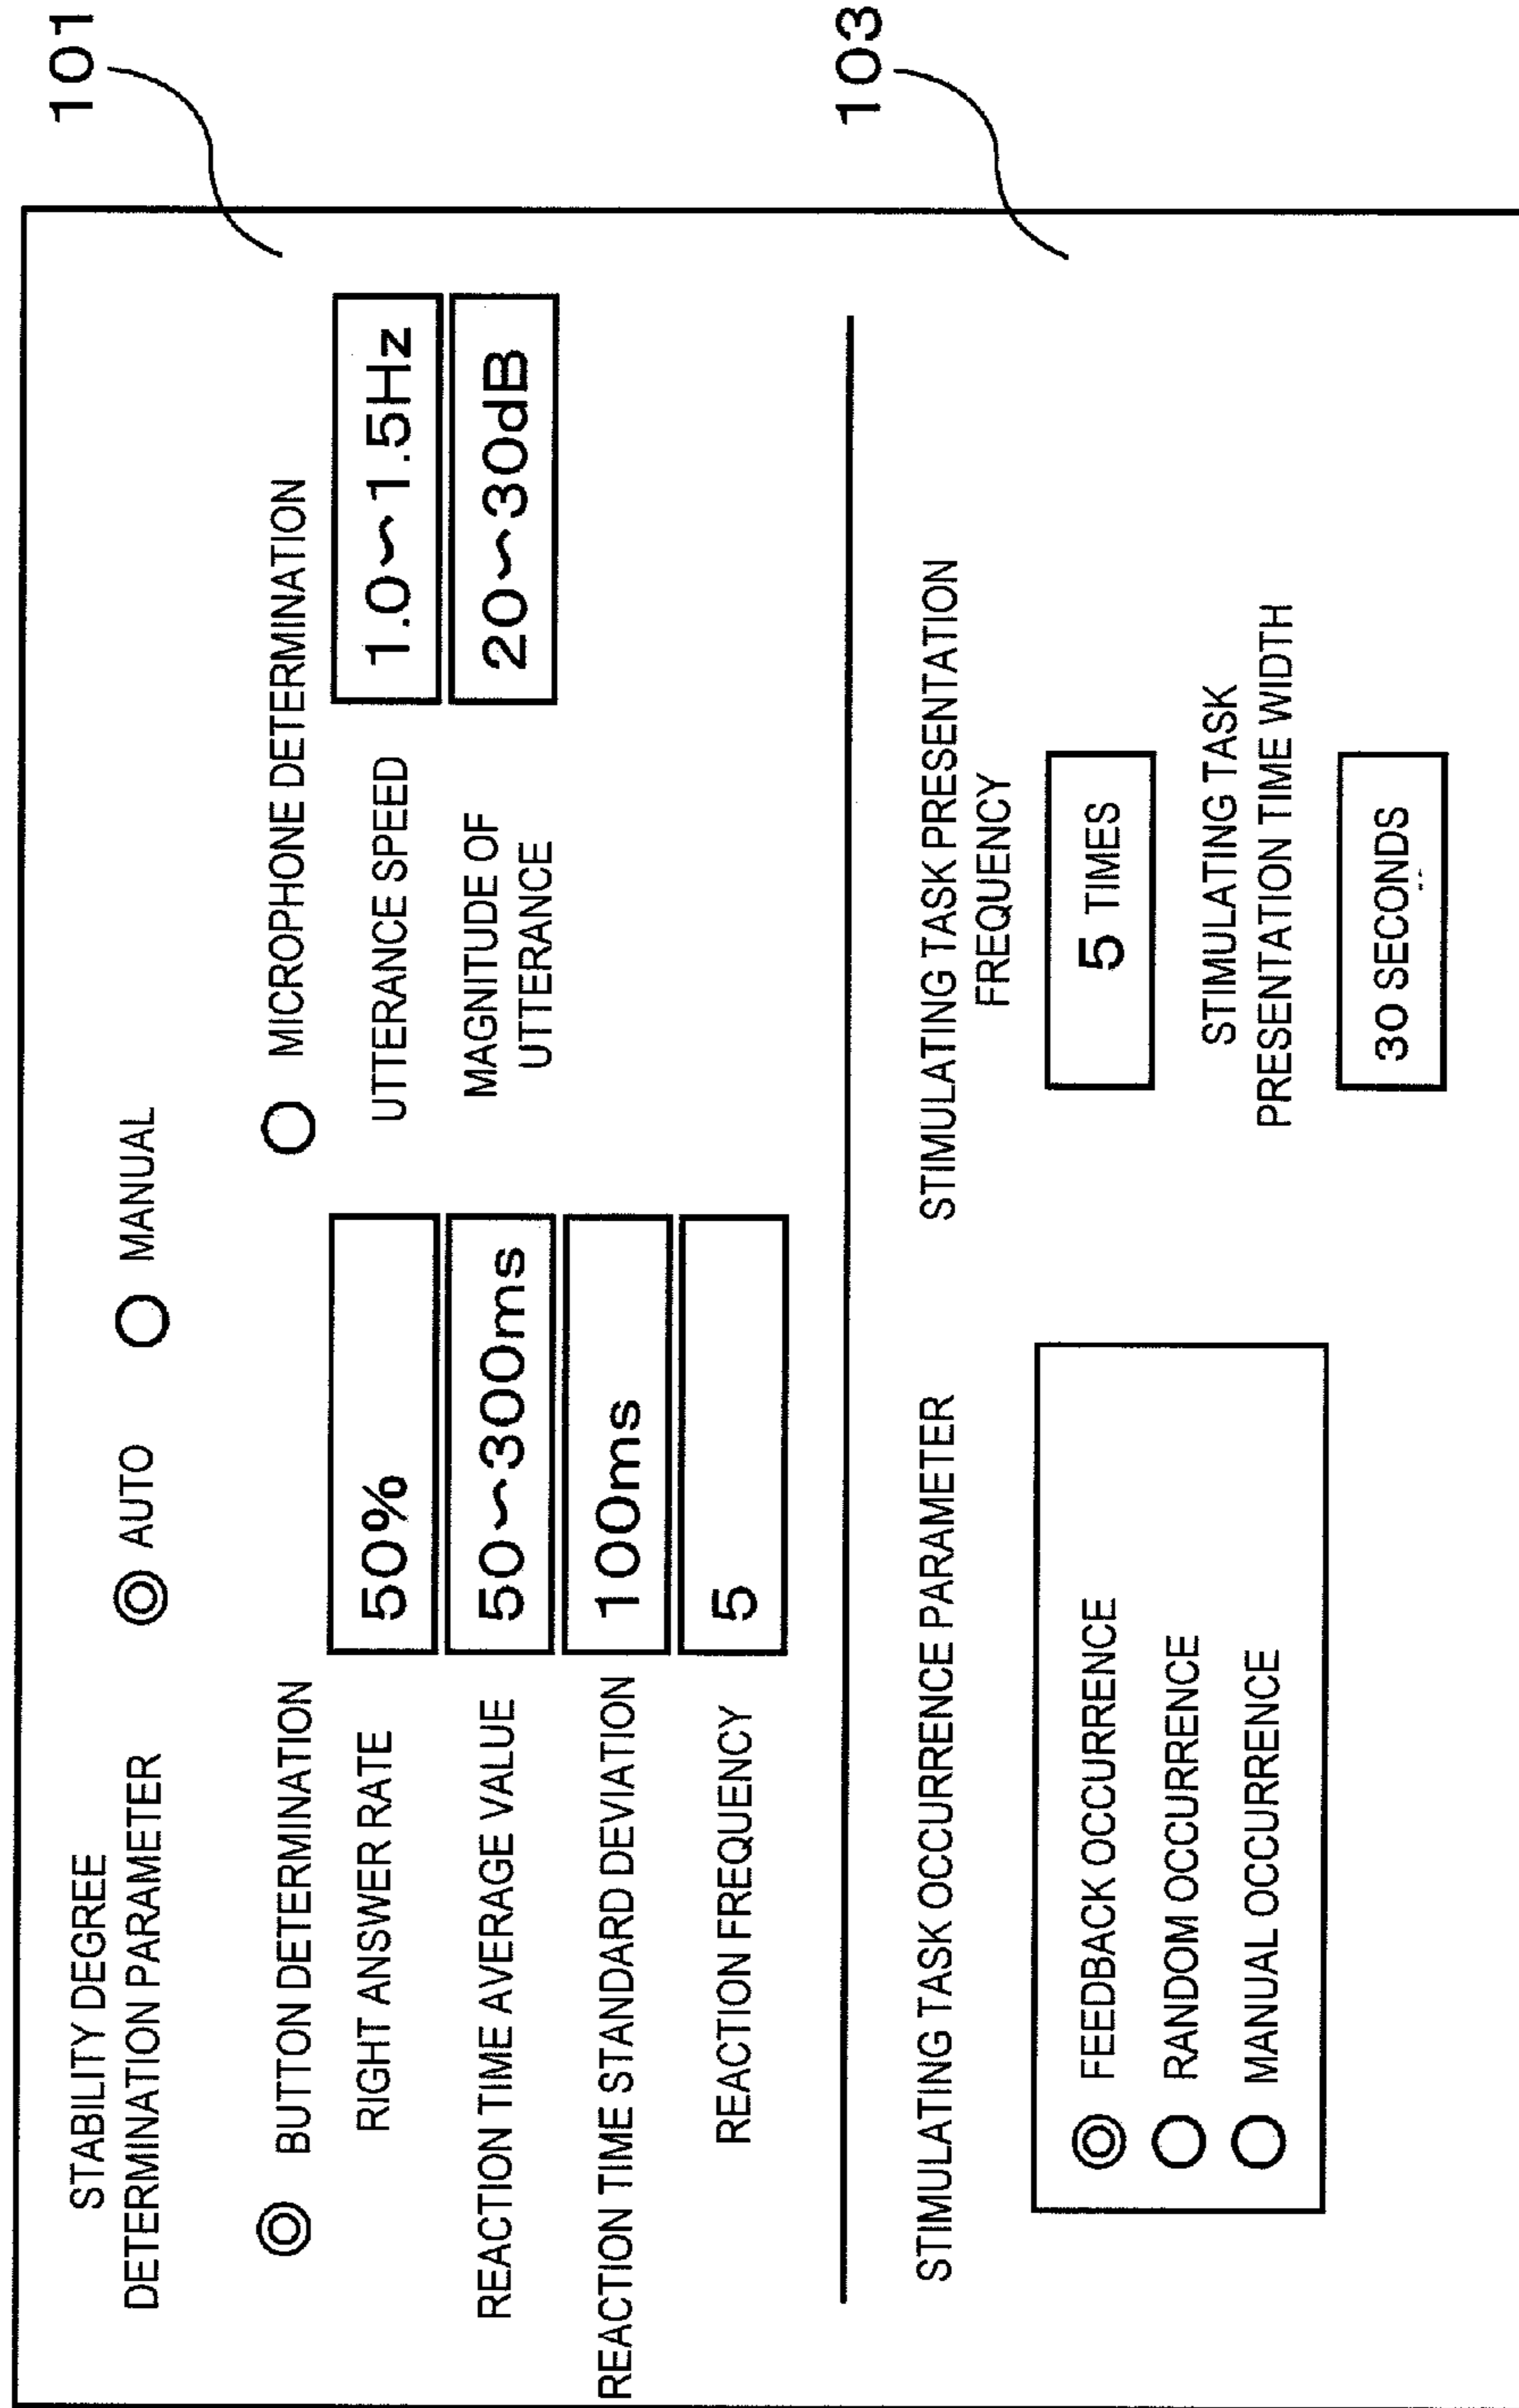 101
STABILITY DEGREE
DETERMINATION PARAMETER
AUTO
MANUAL
BUTTON DETERMINATION
MICROPHONE DETERMINATION
RIGHT ANSWER RATE
50%
UTTERANCE SPEED
1.0~1.5Hz
REACTION TIME AVERAGE VALUE
50~300ms
MAGNITUDE OF
UTTERANCE
20~30dB
REACTION TIME STANDARD DEVIATION
100ms
REACTION FREQUENCY
5
103
STIMULATING TASK OCCURRENCE PARAMETER
FEEDBACK OCCURRENCE
RANDOM OCCURRENCE
MANUAL OCCURRENCE
STIMULATING TASK PRESENTATION
FREQUENCY
5 TIMES
STIMULATING TASK
PRESENTATION TIME WIDTH
30 SECONDS